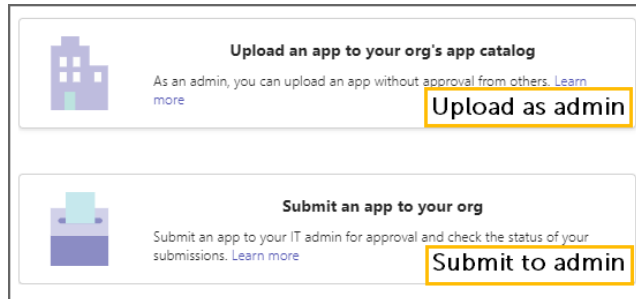 Upload an app to your org's app catalog
As an admin, you can upload an app without approval from others. Learn
more
Upload as admin
Submit an app to your org
Submit an app to your IT admin for approval and check the status of your
submissions. Learn more
Submit to admin